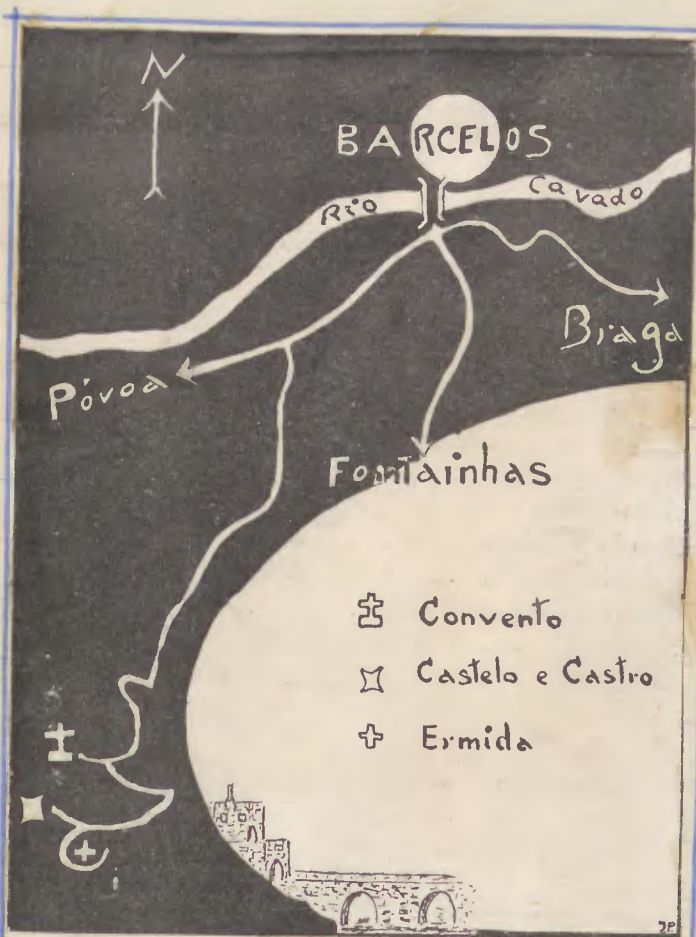 N
BARCELOS
Rio Cavado
Braga
Póvoa
Fontainhas
Convento
Castelo e Castro
Ermida
JP